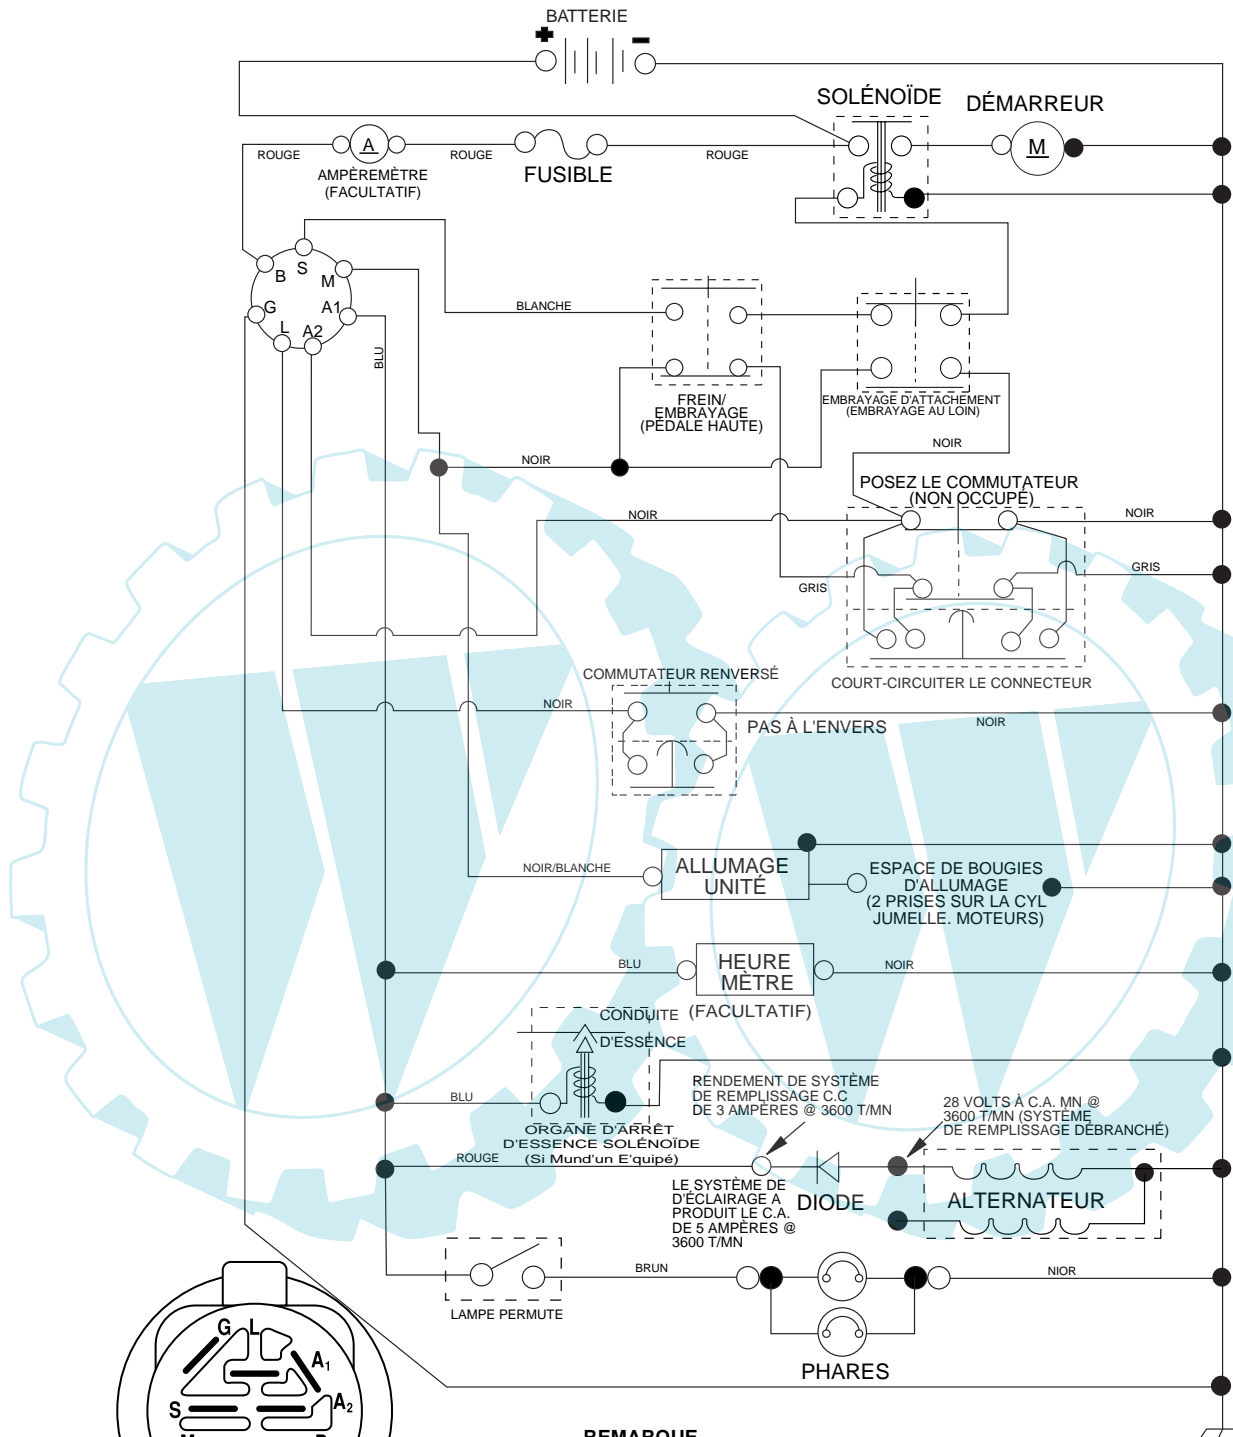 BATTERIE
SOLÉNOÏDE
DÉMARREUR
ROUGE
A
ROUGE
ROUGE
M
AMPÈREMÈTRE
(FACULTATIF)
FUSIBLE
B
S
M
G
L
A2
A1
BLU
BLANCHE
FREIN/
EMBRAYAGE
(PÉDALE HAUTE)
EMBRAYAGE D'ATTACHEMENT
(EMBRAYAGE AU LOIN)
NOIR
NOIR
POSEZ LE COMMUTATEUR
(NON OCCUPÉ)
NOIR
NOIR
GRIS
GRIS
COURT-CIRCUITER LE CONNECTEUR
COMMUTATEUR RENVERSÉ
NOIR
PAS À L'ENVERS
NOIR
NOIR/BLANCHE
ALLUMAGE
UNITÉ
ESPACE DE BOUGIES
D'ALLUMAGE
(2 PRISES SUR LA CYL
JUMELLE. MOTEURS)
BLU
HEURE
MÈTRE
NOIR
(FACULTATIF)
CONDUITE
D'ESSENCE
BLU
ORGANE D'ARRÊT
D'ESSENCE SOLÉNOÏDE
(Si Mund'un E'quipé)
RENDEMENT DE SYSTÈME
DE REMPLISSAGE C.C
DE 3 AMPÈRES @ 3600 T/MN
28 VOLTS À C.A. MN @
3600 T/MN (SYSTÈME
DE REMPLISSAGE DÉBRANCHÉ)
ROUGE
LE SYSTÈME DE
D'ÉCLAIRAGE A
PRODUIT LE C.A.
DE 5 AMPÈRES @
3600 T/MN
DIODE
ALTERNATEUR
LAMPE PERMUTE
BRUN
NIOR
PHARES
G
L
A1
A2
S